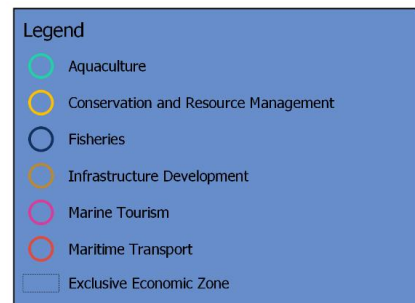 Legend
Aquaculture
Conservation and Resource Management
Fisheries
Infrastructure Development
Marine Tourism
Maritime Transport
Exclusive Economic Zone